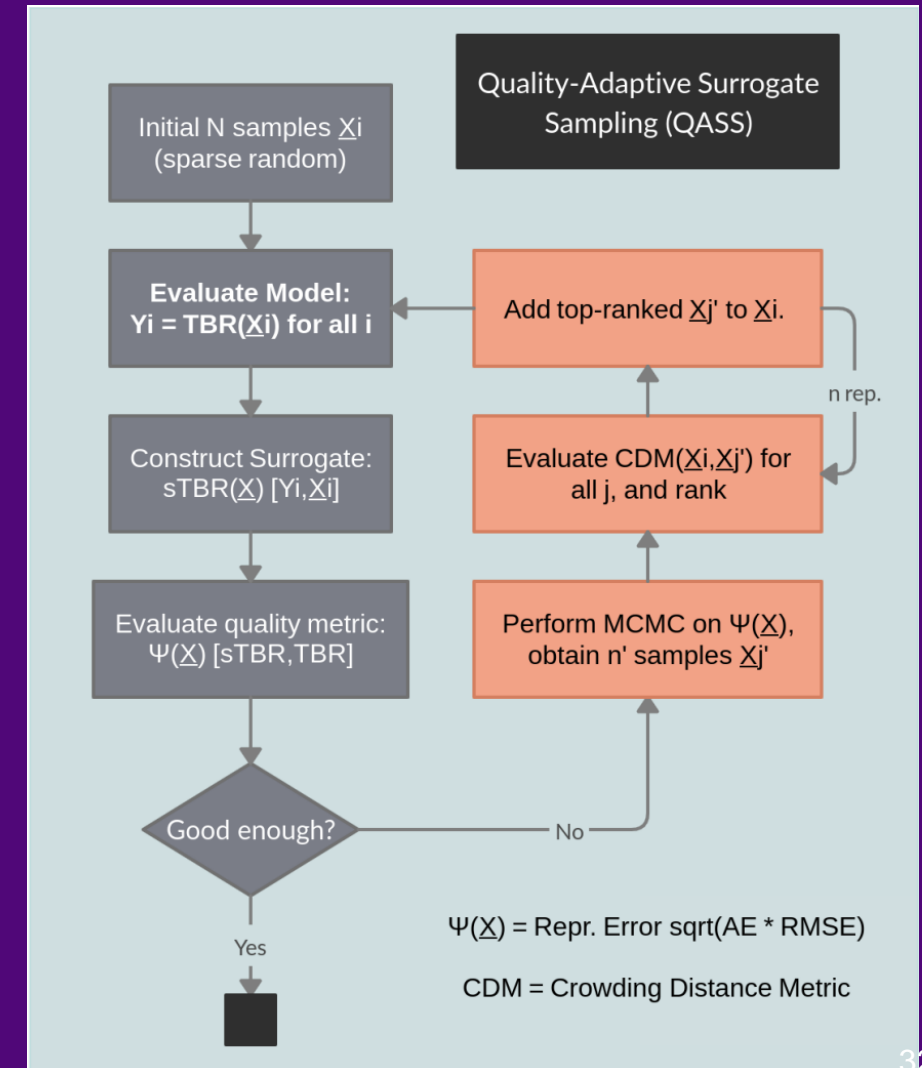 Quality-Adaptive Surrogate
Sampling (QASS)
Initial N samples Xi
(sparse random)
Evaluate Model:
Yi = TBR(Xi) for all i
Construct Surrogate:
sTBR(X) [Yi,Xi]
Evaluate quality metric:
Ψ(X) [sTBR,TBR]
Good enough?
No
Yes
Perform MCMC on Ψ(X),
obtain n' samples Xj'
Evaluate CDM(Xi,Xj') for
all j, and rank
Add top-ranked Xj' to Xi.
n rep.
Ψ(X) = Repr. Error sqrt(AE * RMSE)
CDM = Crowding Distance Metric